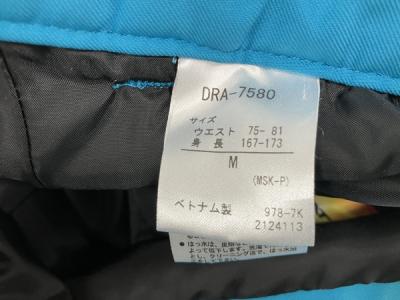 DRA-7580
サイズ
ウエスト 75-81
身長 167-173
M
(MSK-P)
ベトナム製 978-7K
2124113